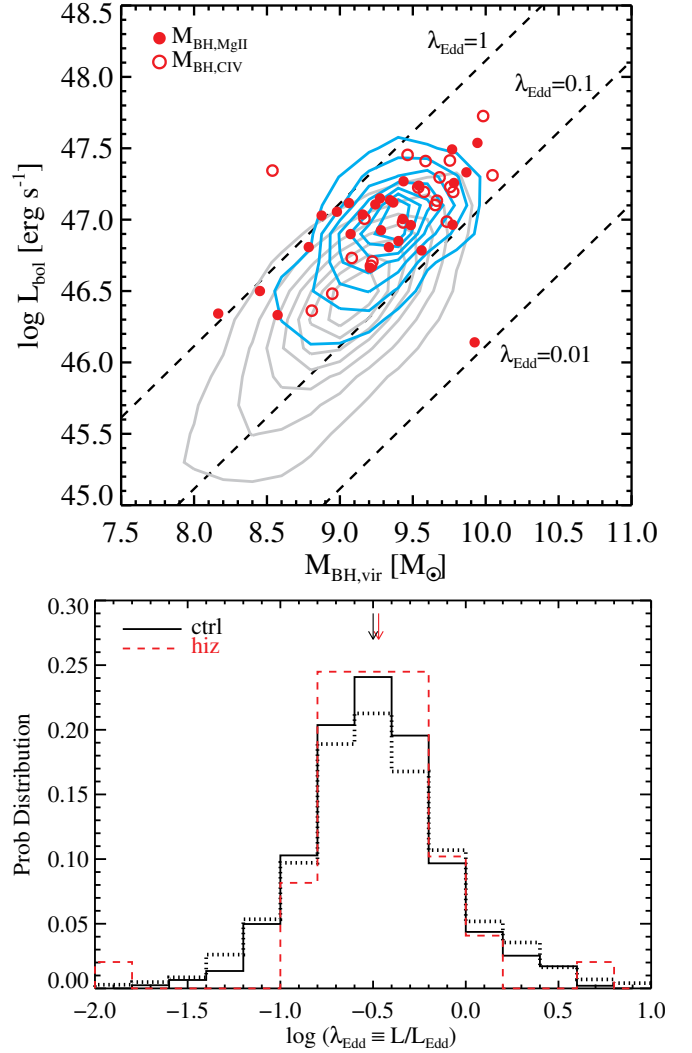 48.5
48.0
47.5
47.0
46.5
46.0
45.5
45.0
log L_bol [erg s⁻¹]
M_BH,MgII
M_BH,CIV
λ_Edd=1
λ_Edd=0.1
λ_Edd=0.01
7.5 8.0 8.5 9.0 9.5 10.0 10.5 11.0
M_BH,vir [M_⊙]
0.30
0.25
0.20
0.15
0.10
0.05
0.00
Prob Distribution
ctrl
hiz
-2.0 -1.5 -1.0 -0.5 0.0 0.5 1.0
log (λ_Edd ≡ L/L_Edd)